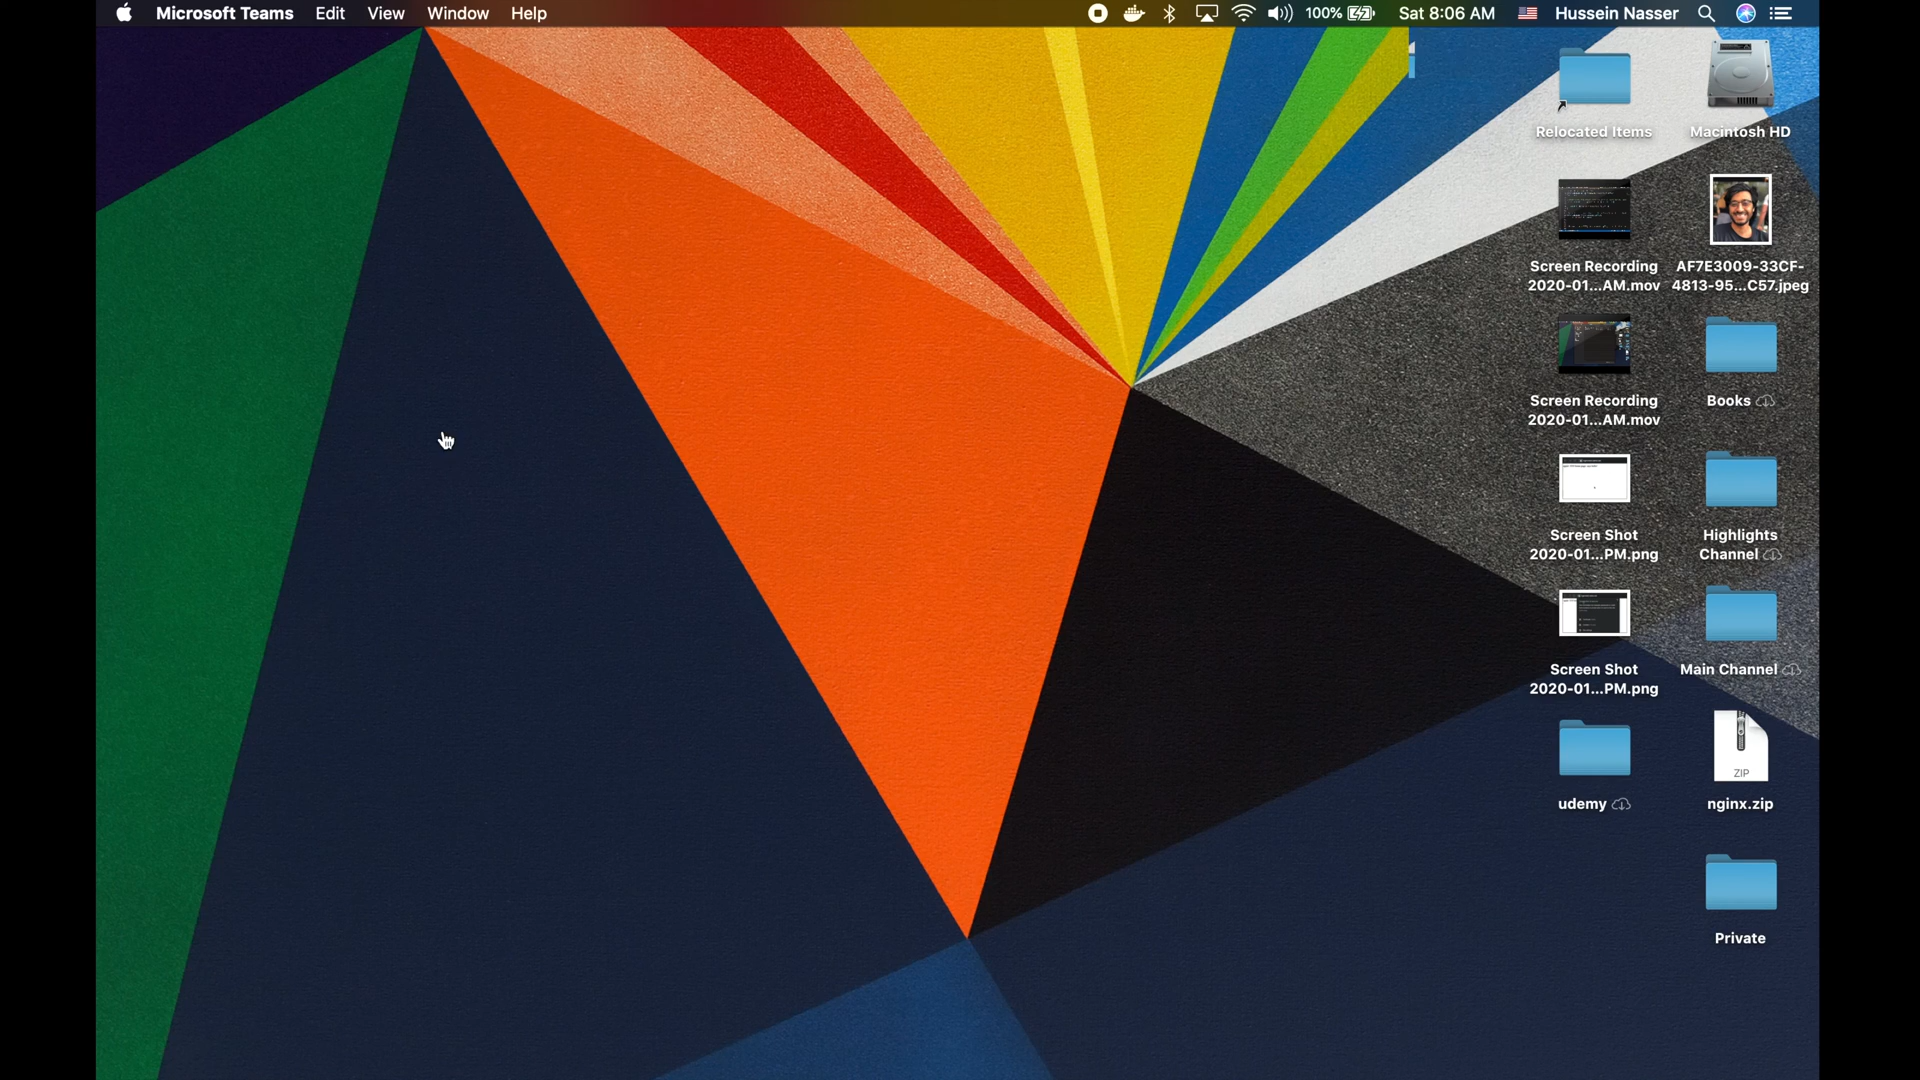 Microsoft Teams Edit View Window Help 100% Sat 8:06 AM Hussein Nasser
Relocated Items
Macintosh HD
Screen Recording
2020-01...AM.mov
AF7E3009-33CF-
4813-95...C57.jpeg
Screen Recording
2020-01...AM.mov
Books
Screen Shot
2020-01...PM.png
Highlights
Channel
Screen Shot
2020-01...PM.png
Main Channel
udemy
ZIP
nginx.zip
Private